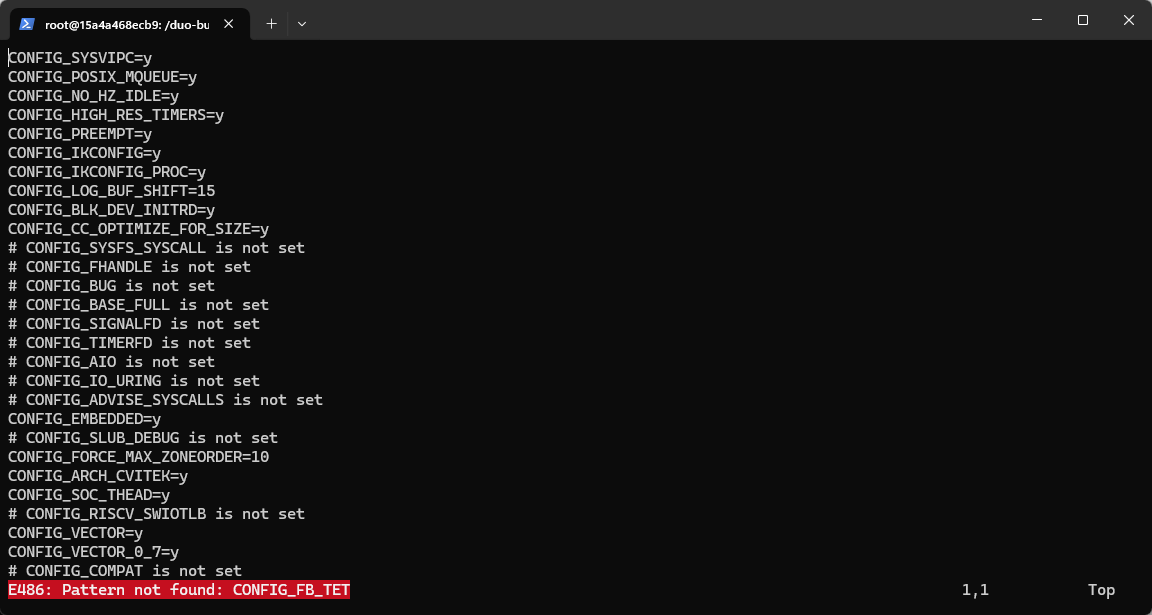 root@15a4a468ecb9: /duo-bu
CONFIG_SYSVIPC=y
CONFIG_POSIX_MQUEUE=y
CONFIG_NO_HZ_IDLE=y
CONFIG_HIGH_RES_TIMERS=y
CONFIG_PREEMPT=y
CONFIG_IKCONFIG=y
CONFIG_IKCONFIG_PROC=y
CONFIG_LOG_BUF_SHIFT=15
CONFIG_BLK_DEV_INITRD=y
CONFIG_CC_OPTIMIZE_FOR_SIZE=y
# CONFIG_SYSFS_SYSCALL is not set
# CONFIG_FHANDLE is not set
# CONFIG_BUG is not set
# CONFIG_BASE_FULL is not set
# CONFIG_SIGNALFD is not set
# CONFIG_TIMERFD is not set
# CONFIG_AIO is not set
# CONFIG_IO_URING is not set
# CONFIG_ADVISE_SYSCALLS is not set
CONFIG_EMBEDDED=y
# CONFIG_SLUB_DEBUG is not set
CONFIG_FORCE_MAX_ZONEORDER=10
CONFIG_ARCH_CVITEK=y
CONFIG_SOC_THEAD=y
# CONFIG_RISCV_SWIOTLB is not set
CONFIG_VECTOR=y
CONFIG_VECTOR_0_7=y
# CONFIG_COMPAT is not set
E486: Pattern not found: CONFIG_FB_TET 1,1 Top